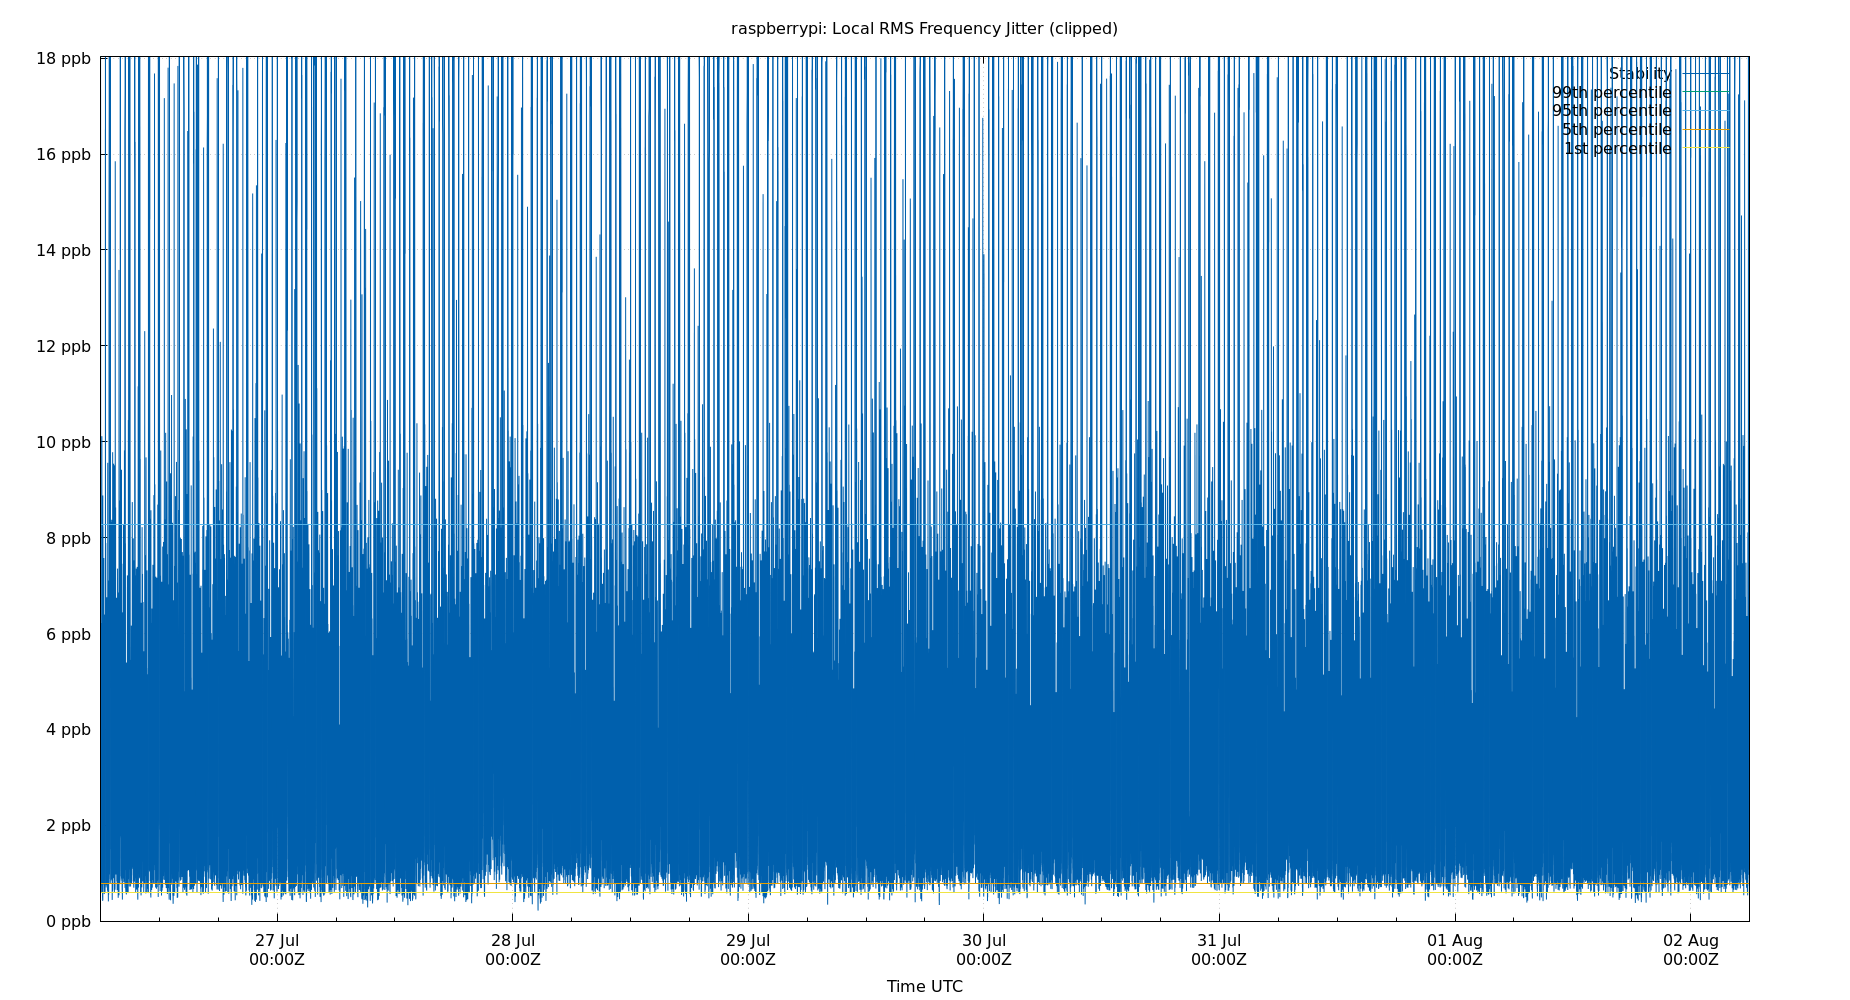 raspberrypi: Local RMS Frequency Jitter (clipped)
18 ppb
16 ppb
14 ppb
12 ppb
10 ppb
8 ppb
6 ppb
4 ppb
2 ppb
0 ppb
Stability
99th percentile
95th percentile
5th percentile
1st percentile
27 Jul 28 Jul 29 Jul 30 Jul 31 Jul 01 Aug 02 Aug
00:00Z 00:00Z 00:00Z 00:00Z 00:00Z 00:00Z 00:00Z
Time UTC